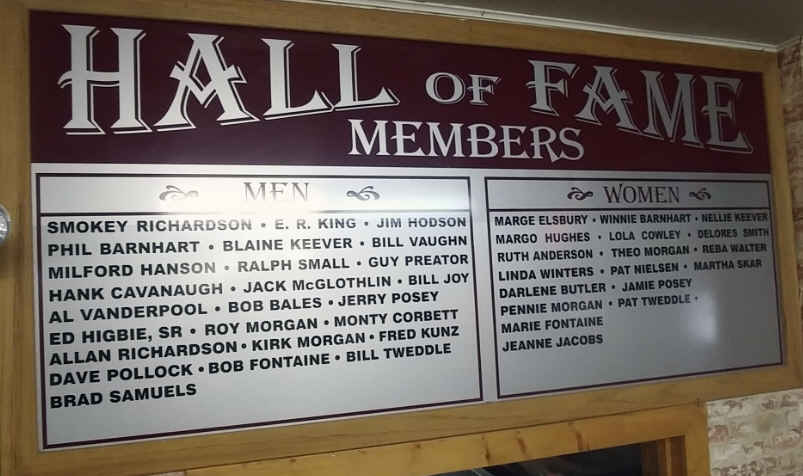 HALL OF FAME
MEMBERS
MEN
SMOKEY RICHARDSON • E. R. KING • JIM HODSON
PHIL BARNHART • BLAINE KEEVER • BILL VAUGHN
MILFORD HANSON • RALPH SMALL • GUY PREATOR
HANK CAVANAUGH • JACK McGLOTHLIN • BILL JOY
AL VANDERPOOL • BOB BALES • JERRY POSEY
ED HIGBIE, SR • ROY MORGAN • MONTY CORBETT
ALLAN RICHARDSON • KIRK MORGAN • FRED KUNZ
DAVE POLLOCK • BOB FONTAINE • BILL TWEDDLE
BRAD SAMUELS
WOMEN
MARGE ELSBURY • WINNIE BARNHART • NELLIE KEEVER
MARGO HUGHES • LOLA COWLEY • DELORES SMITH
RUTH ANDERSON • THEO MORGAN • REBA WALTER
LINDA WINTERS • PAT NIELSEN • MARTHA SKAR
DARLENE BUTLER • JAMIE POSEY
PENNIE MORGAN • PAT TWEDDLE •
MARIE FONTAINE
JEANNE JACOBS